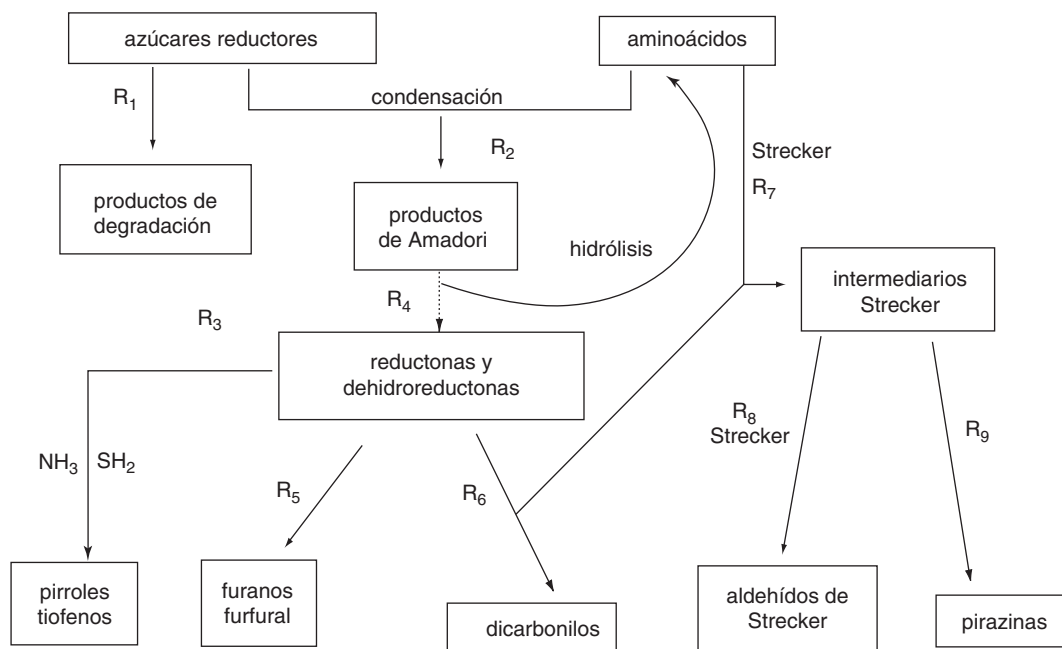 azúcares reductores
aminoácidos
R1
condensación
R2
Strecker
R7
productos de
degradación
productos
de Amadori
hidrólisis
intermediarios
Strecker
R3
R4
reductonas y
dehidroreductonas
R8
Strecker
R9
NH3
SH2
R5
R6
pirroles
tiofenos
furanos
furfural
dicarbonilos
aldehídos de
Strecker
pirazinas